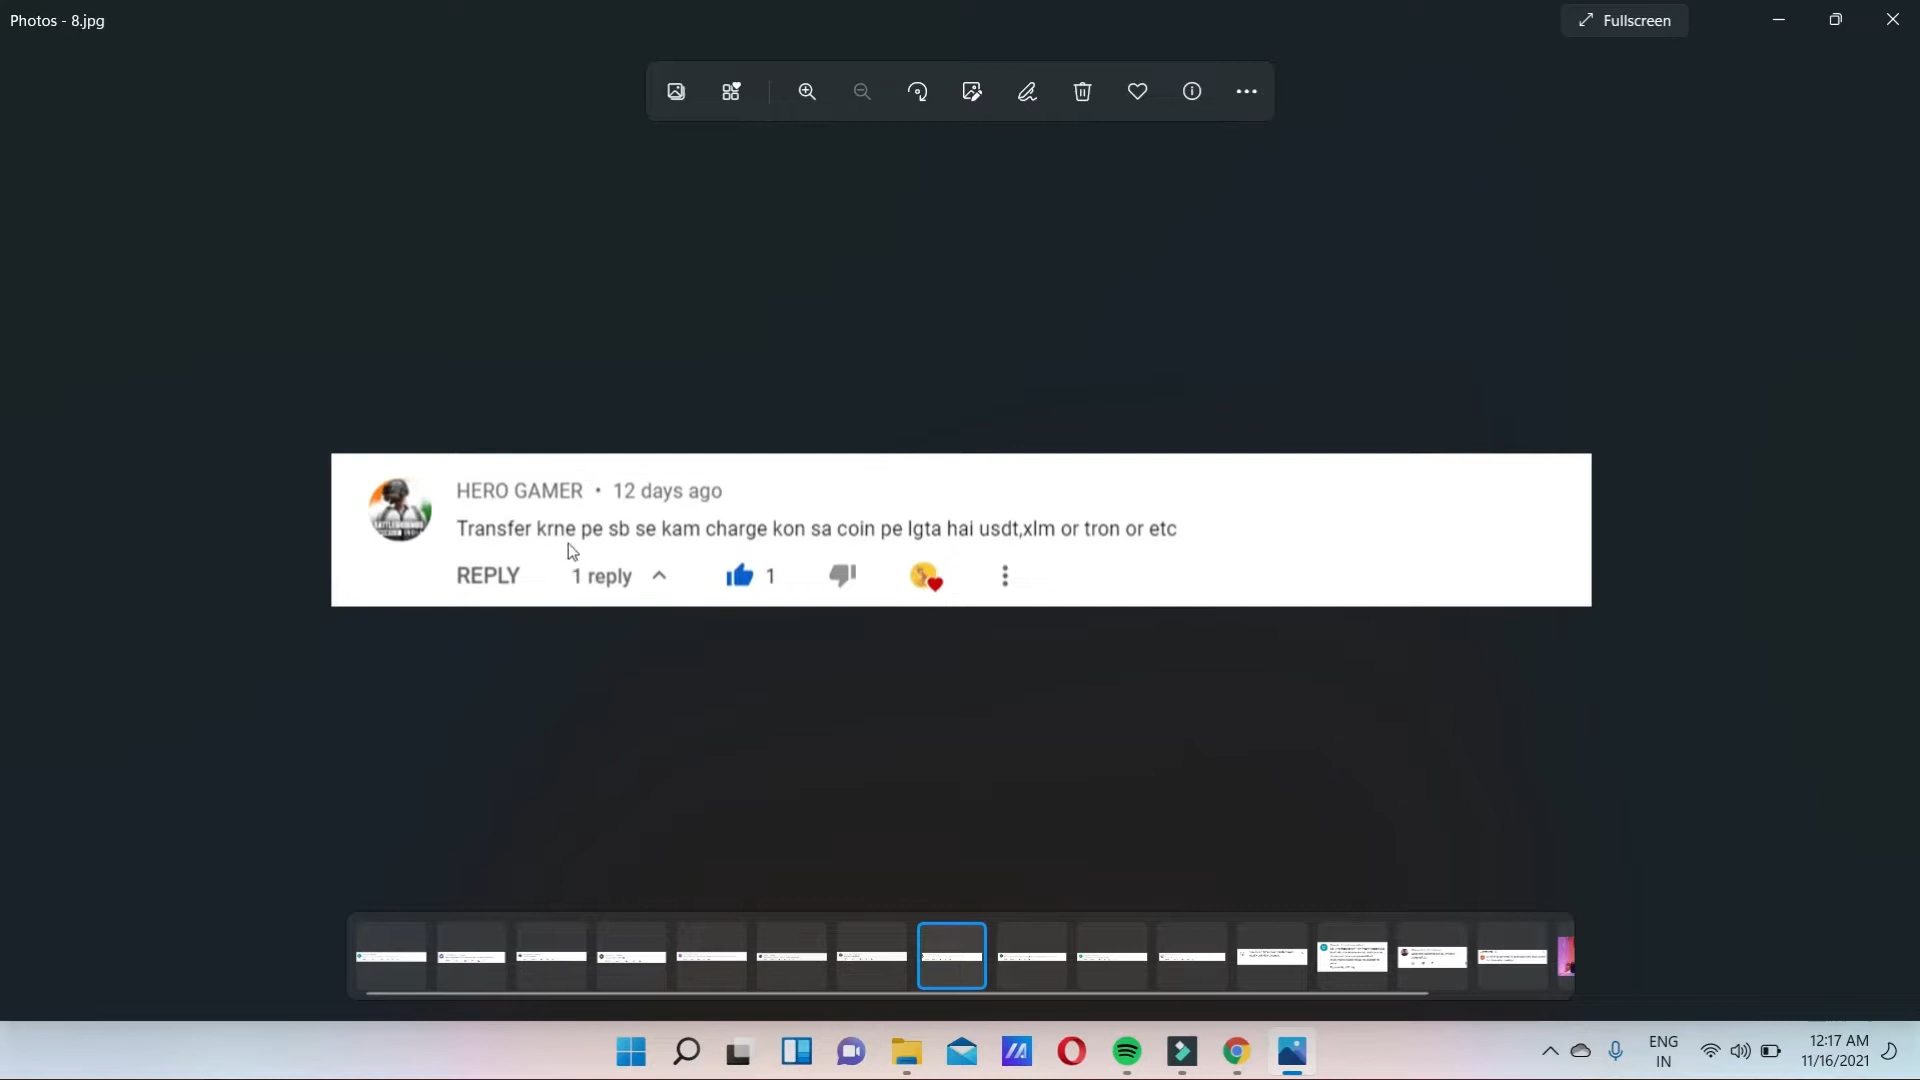 Photos - 8.jpg
Fullscreen
HERO GAMER • 12 days ago
Transfer krne pe sb se kam charge kon sa coin pe lgta hai usdt,xlm or tron or etc
REPLY 1 reply 1
ENG
IN
12:17 AM
11/16/2021